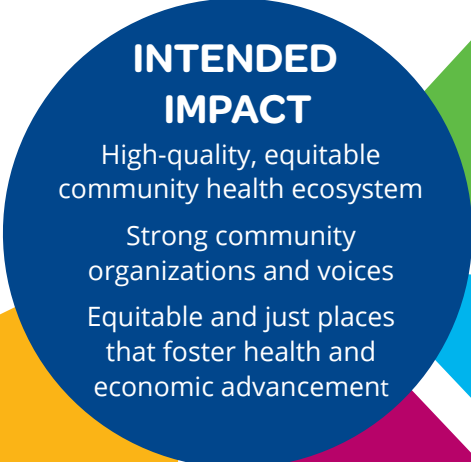 INTENDED
IMPACT
High-quality, equitable
community health ecosystem
Strong community
organizations and voices
Equitable and just places
that foster health and
economic advancement